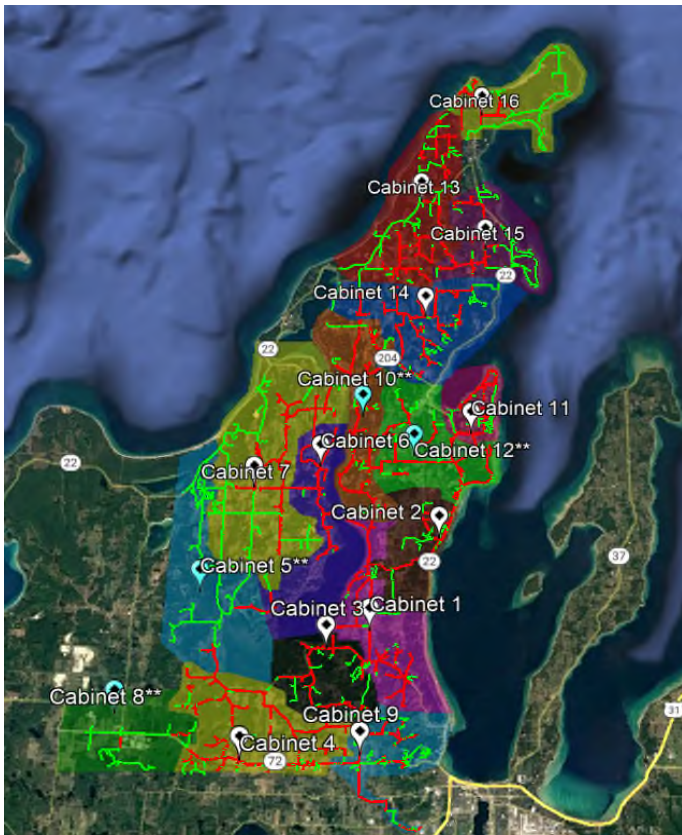 Cabinet 16
Cabinet 13
Cabinet 15
22
Cabinet 14
22
204
Cabinet 10**
Cabinet 11
Cabinet 6
Cabinet 12**
22
Cabinet 7
Cabinet 2
37
22
Cabinet 5**
Cabinet 3
Cabinet 1
Cabinet 8**
31
Cabinet 9
Cabinet 4
72